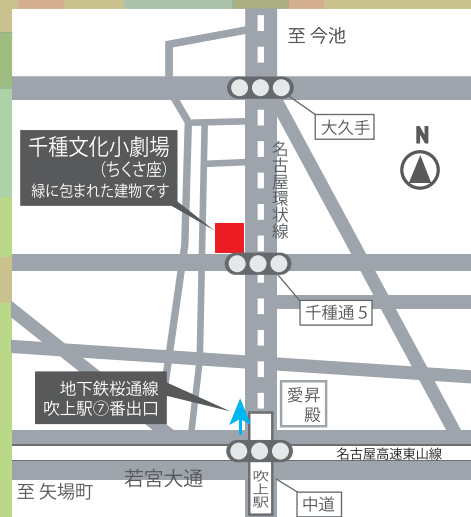 至 今池
大久手
N
千種文化小劇場
(ちくさ座)
緑に包まれた建物です
名古屋環状線
千種通5
地下鉄桜通線
吹上駅⑦番出口
愛昇
殿
名古屋高速東山線
若宮大通
吹上駅
至 矢場町
中道